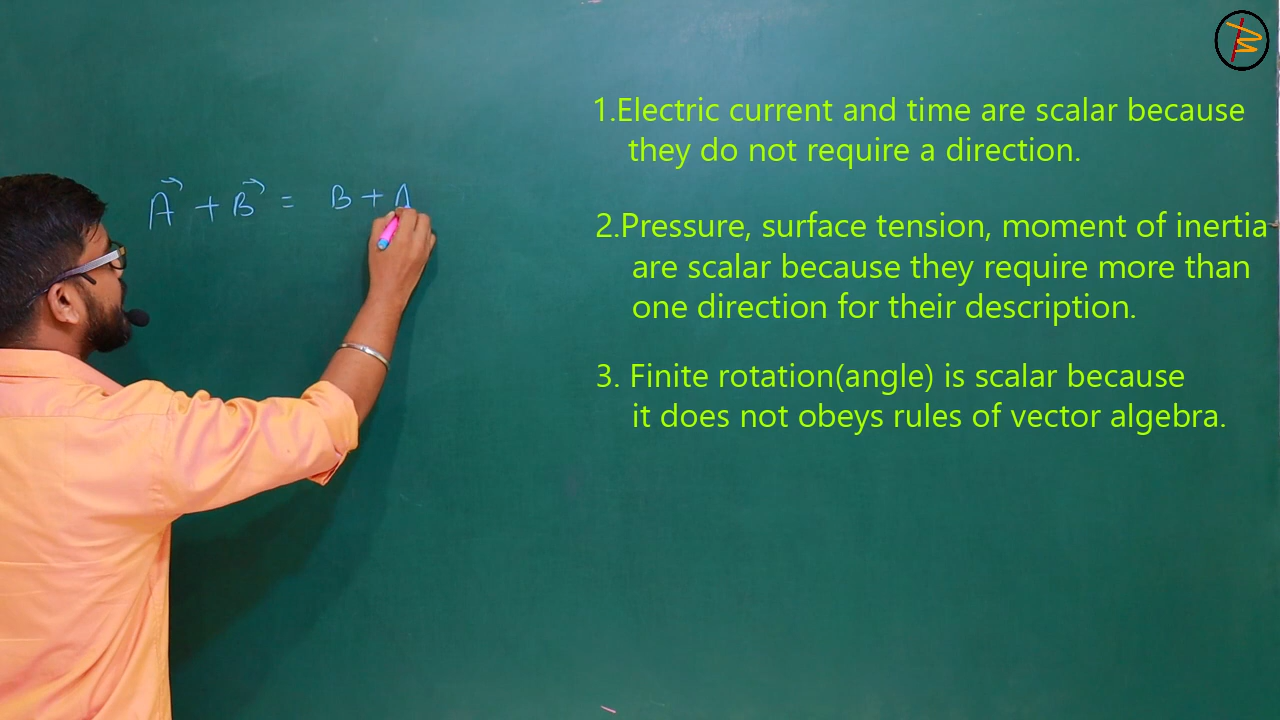 A⃗ + B⃗ = B + A
1.Electric current and time are scalar because
they do not require a direction.
2.Pressure, surface tension, moment of inertia
are scalar because they require more than
one direction for their description.
3. Finite rotation(angle) is scalar because
it does not obeys rules of vector algebra.